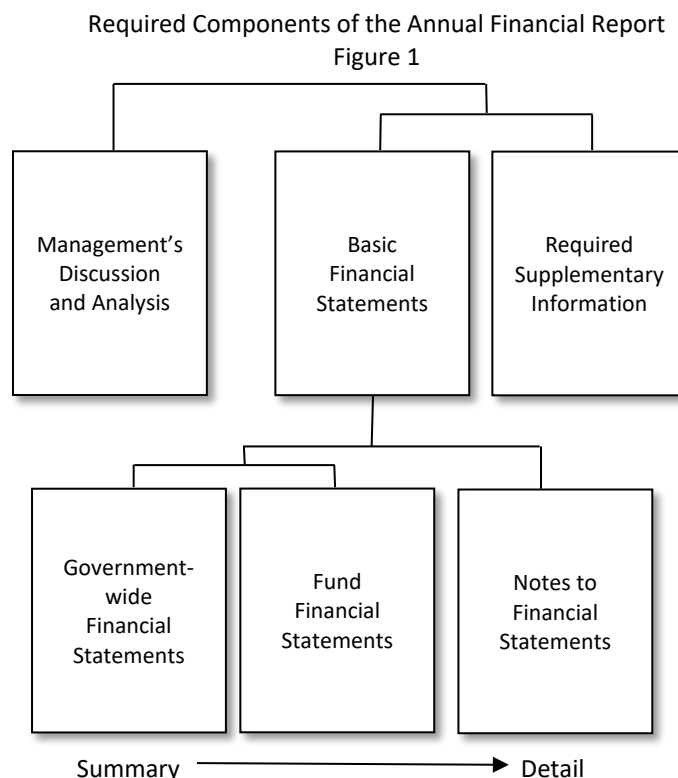 Required Components of the Annual Financial Report
Figure 1
Management’s
Discussion
and Analysis
Basic
Financial
Statements
Required
Supplementary
Information
Government-
wide
Financial
Statements
Fund
Financial
Statements
Notes to
Financial
Statements
Summary
Detail